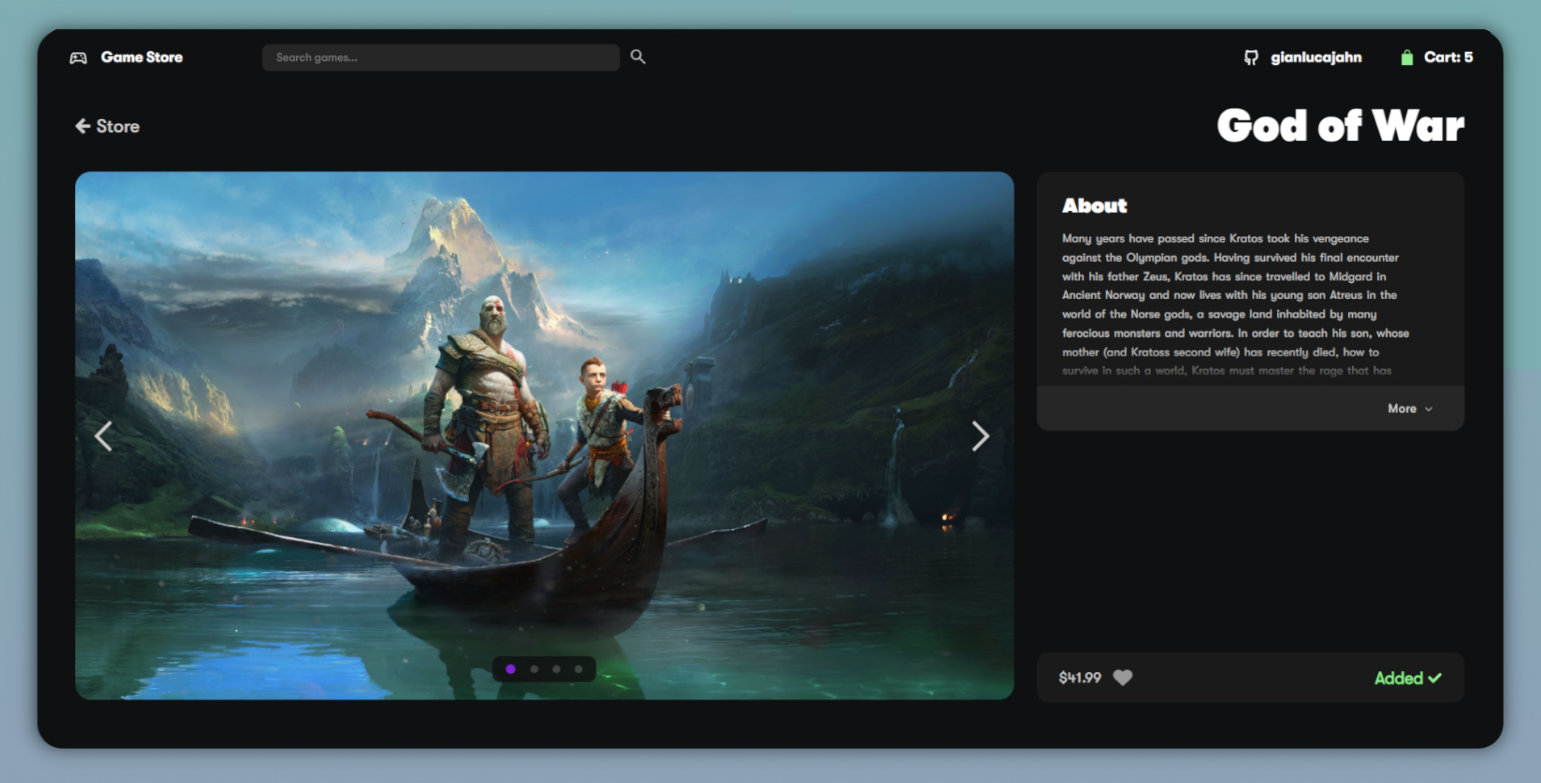 Game Store
Search games...
gianlucajahn
Cart: 5
Store
God of War
About
Many years have passed since Kratos took his vengeance
against the Olympian gods. Having survived his final encounter
with his father Zeus, Kratos has since travelled to Midgard in
Ancient Norway and now lives with his young son Atreus in the
world of the Norse gods, a savage land inhabited by many
ferocious monsters and warriors. In order to teach his son, whose
mother (and Kratoss second wife) has recently died, how to
survive in such a world, Kratos must master the rage that has
More
$41.99
Added